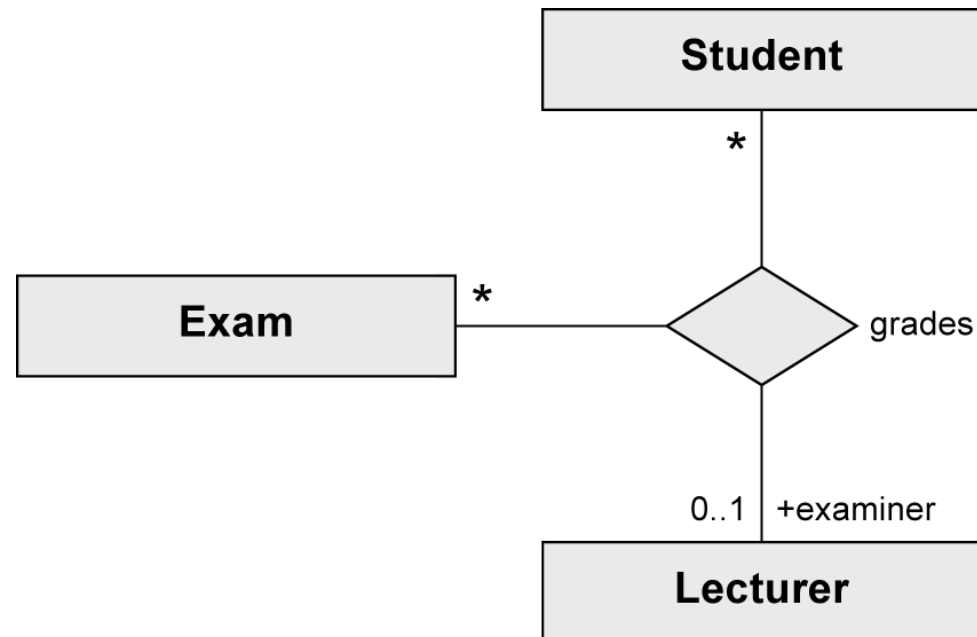 Student
*
*
Exam
grades
0..1 +examiner
Lecturer